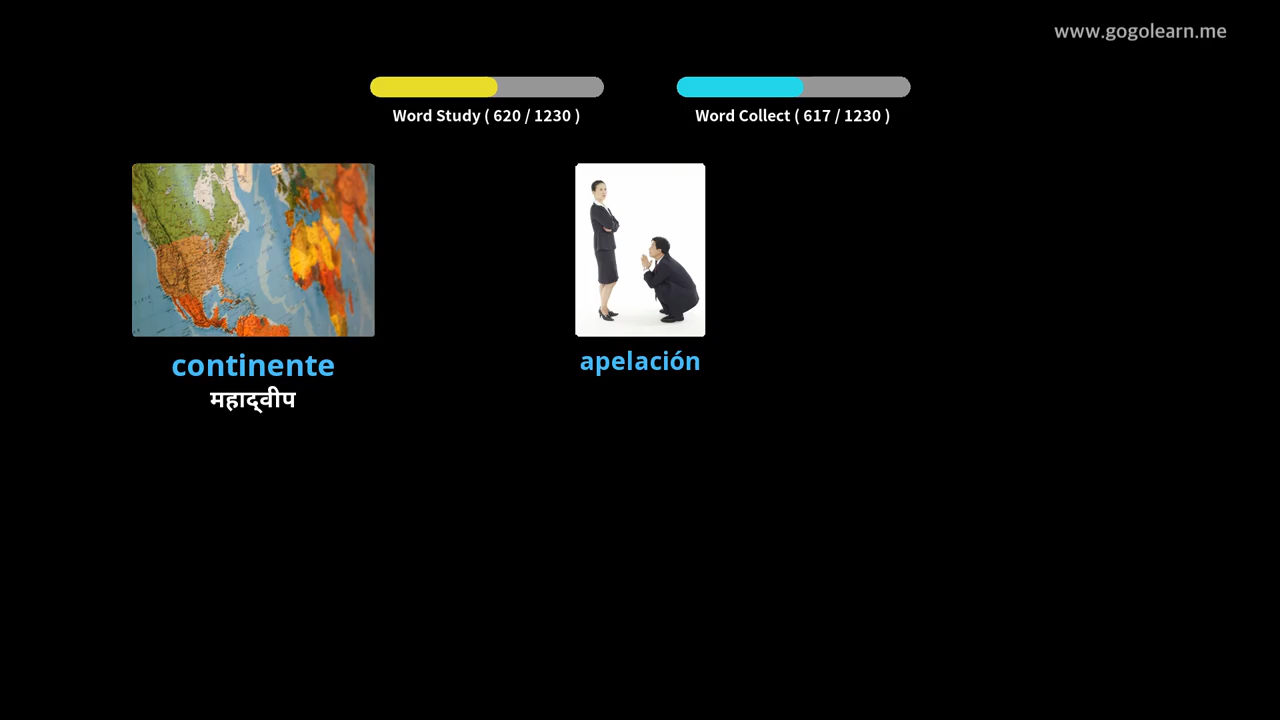 www.gogolearn.me
Word Study ( 620 / 1230 )
Word Collect ( 617 / 1230 )
continente
महाद्वीप
apelación